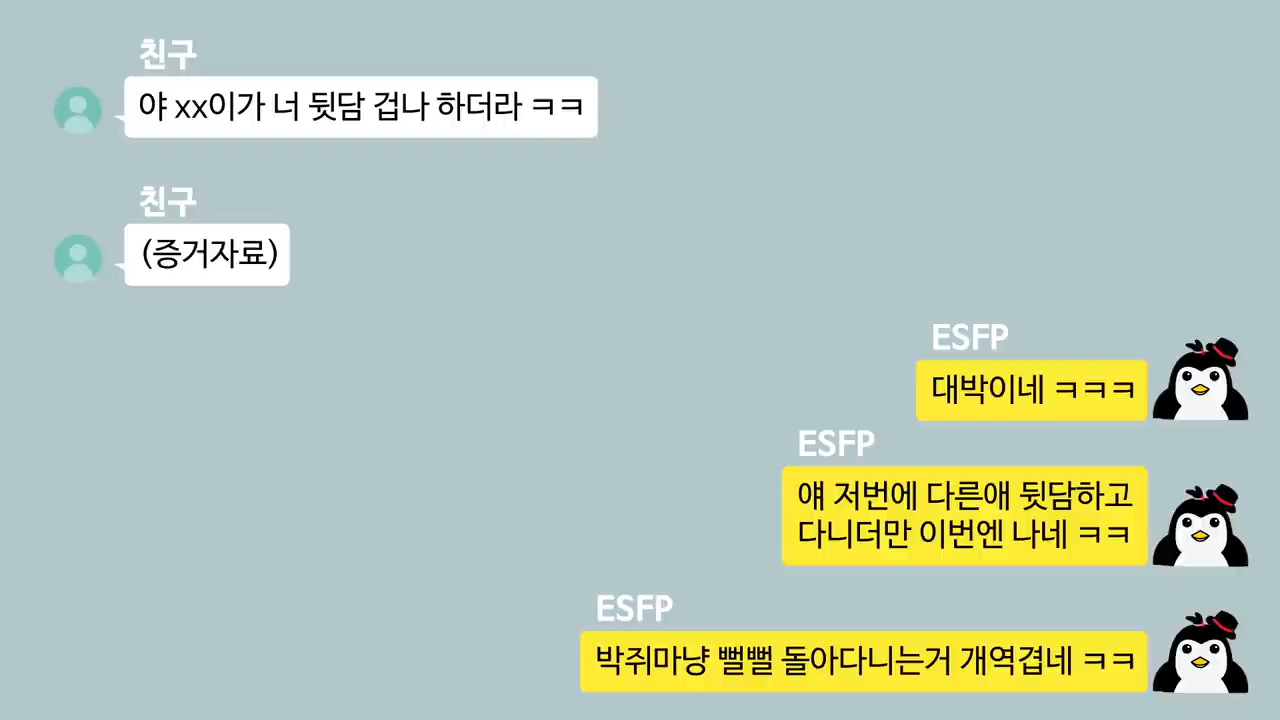 친구
야 xx이가 너 뒷담 겁나 하더라 ㅋㅋ
친구
(증거자료)
ESFP
대박이네 ㅋㅋㅋ
ESFP
얘 저번에 다른애 뒷담하고
다니더만 이번엔 나네 ㅋㅋ
ESFP
박쥐마냥 뻘뻘 돌아다니는거 개역겹네 ㅋㅋ